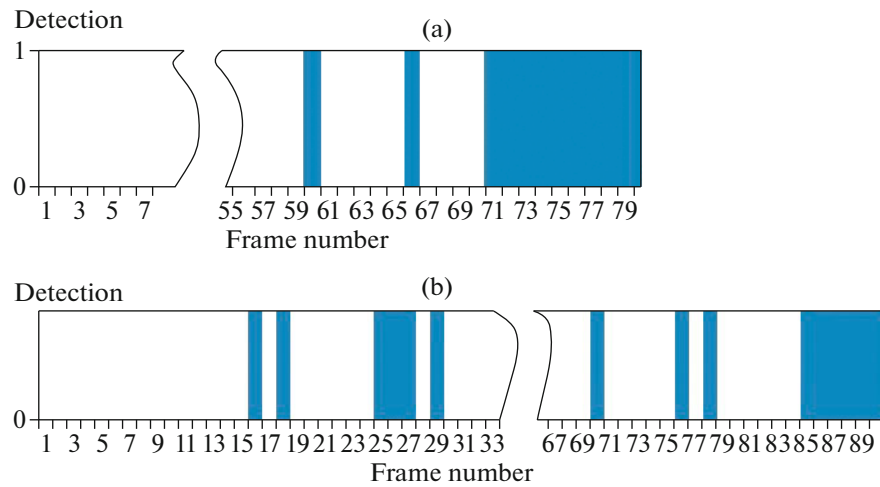 Detection
(a)
1
0
1 3 5 7 55 57 59 61 63 65 67 69 71 73 75 77 79
Frame number
Detection
(b)
0
1 3 5 7 9 11 13 15 17 19 21 23 25 27 29 31 33 67 69 71 73 75 77 79 81 83 85 87 89
Frame number